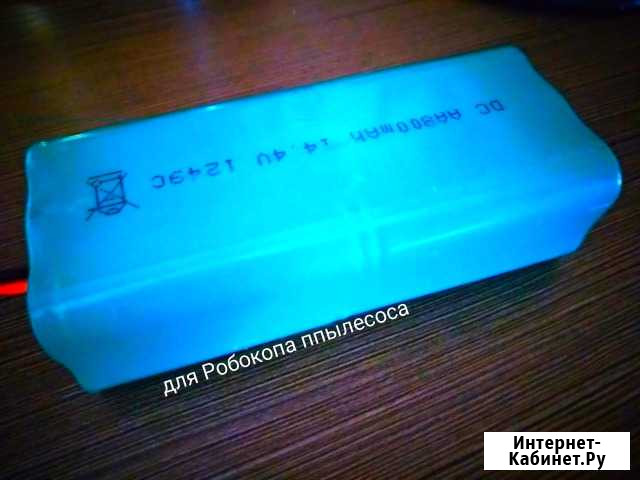 DC AA800mAh 14.4V 1249C
для Робокопа ппылесоса
Интернет-
Кабинет.Ру